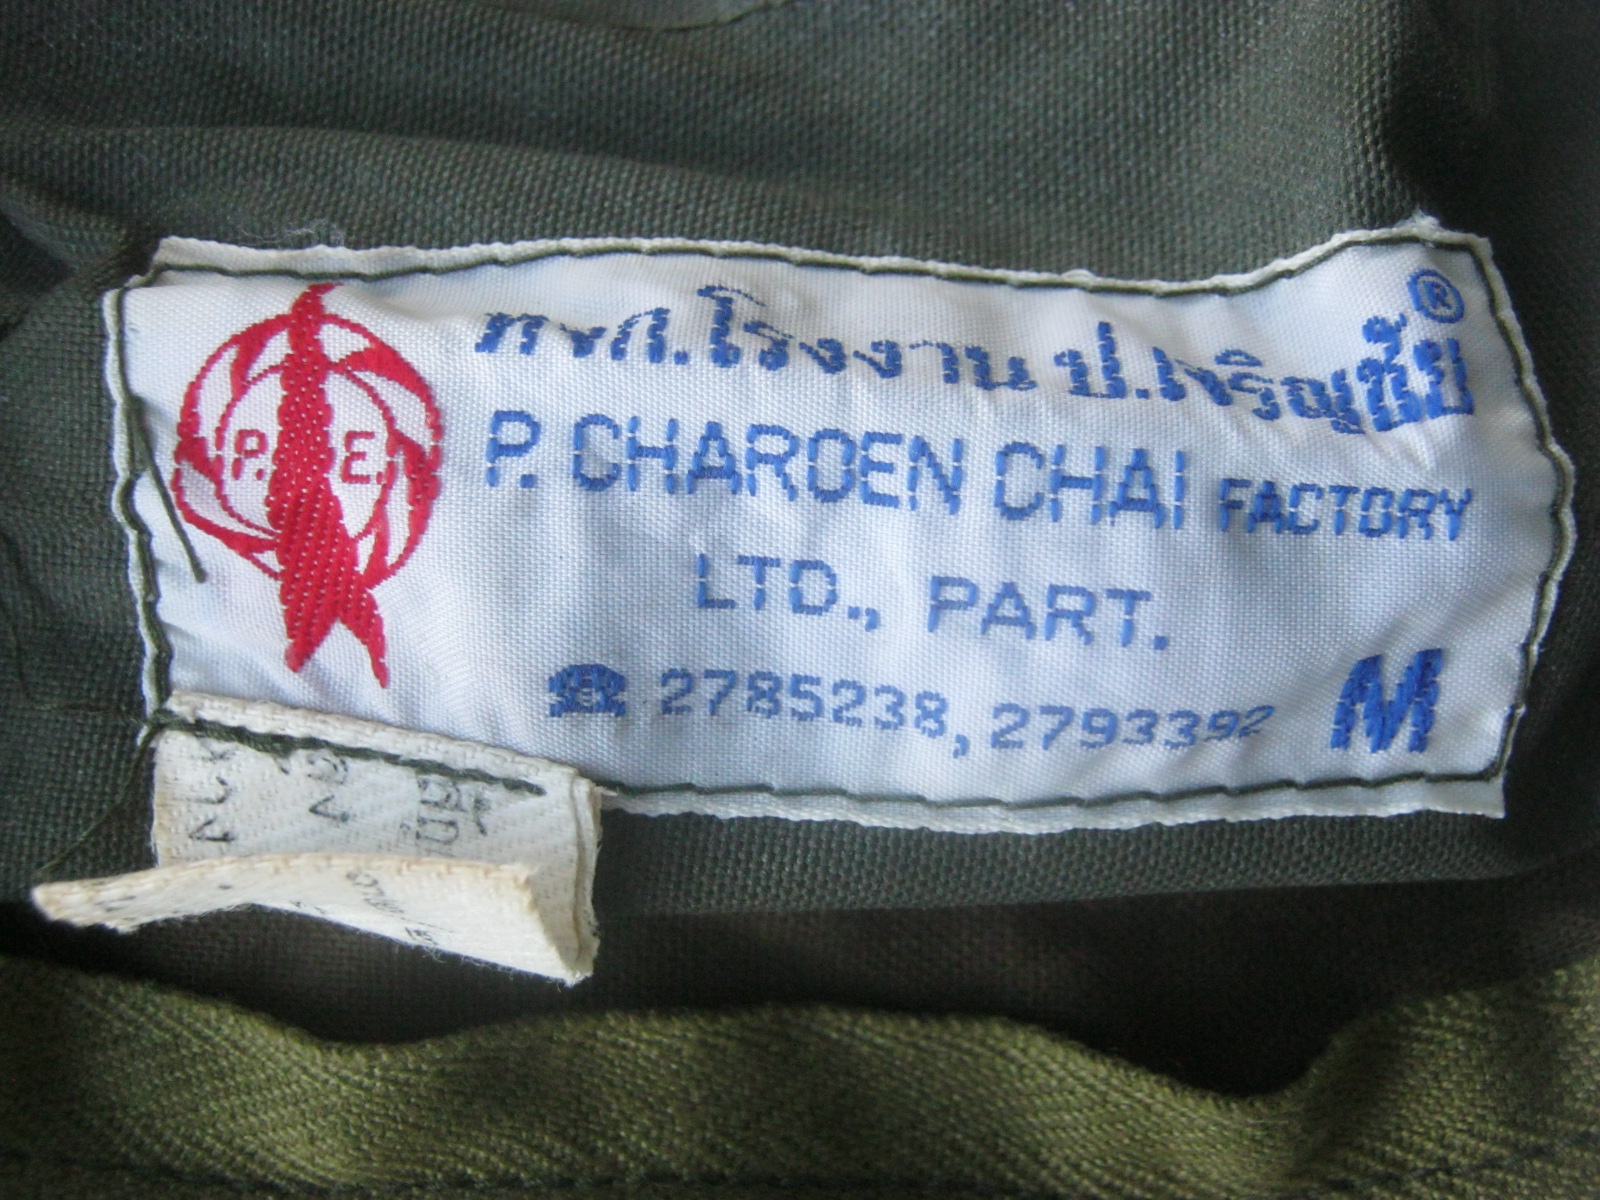 P. E.
หจก.โรงงาน ป.เจริญชัย ®
P. CHAROEN CHAI FACTORY
LTD., PART.
☎ 2785238, 2793392 M